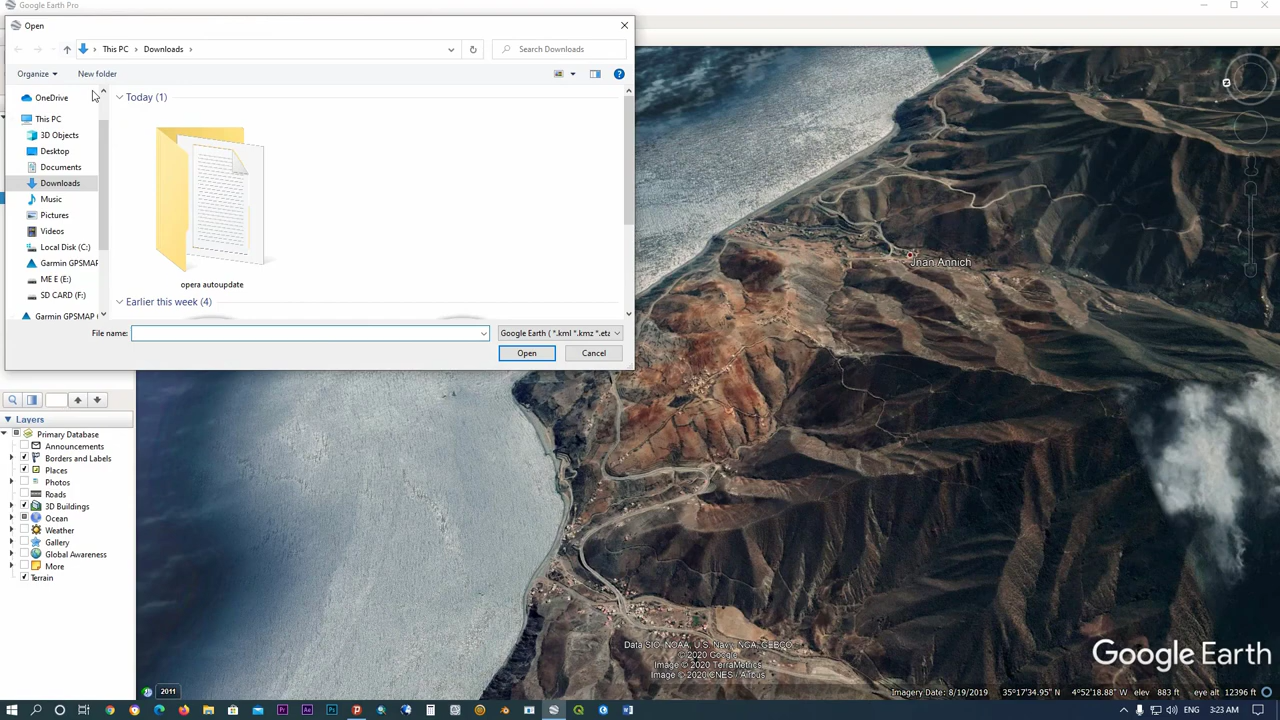 Google Earth Pro
Open
This PC
Downloads
Search Downloads
Organize
New folder
OneDrive
This PC
3D Objects
Desktop
Documents
Downloads
Music
Pictures
Videos
Local Disk (C:)
Garmin GPSMAP
ME E (E:)
SD CARD (F:)
Garmin GPSMAP
Today (1)
opera autoupdate
Earlier this week (4)
File name:
Google Earth ( *.kml *.kmz *.eta
Open
Cancel
Layers
Primary Database
Announcements
Borders and Labels
Places
Photos
Roads
3D Buildings
Ocean
Weather
Gallery
Global Awareness
More
Terrain
Jnan Annich
Data SIO, NOAA, U.S. Navy, NGA, GEBCO
© 2020 Google
Image © 2020 TerraMetrics
Image © 2020 CNES / Airbus
Google Earth
2011
Imagery Date: 8/19/2019 35°17'34.95" N 4°52'18.88" W elev 883 ft eye alt 12396 ft
ENG
3:23 AM